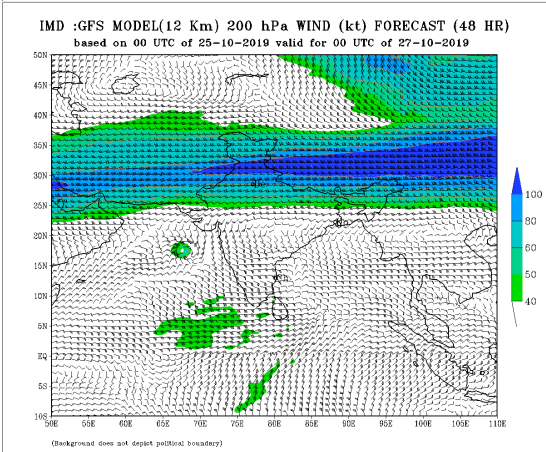 IMD :GFS MODEL(12 Km) 200 hPa WIND (kt) FORECAST (48 HR)
based on 00 UTC of 25-10-2019 valid for 00 UTC of 27-10-2019
50N
45N
40N
35N
30N
25N
20N
15N
10N
5N
EQ
5S
10S
50E 55E 60E 65E 70E 75E 80E 85E 90E 95E 100E 105E 110E
100
80
60
50
40
(Background does not depict political boundary)